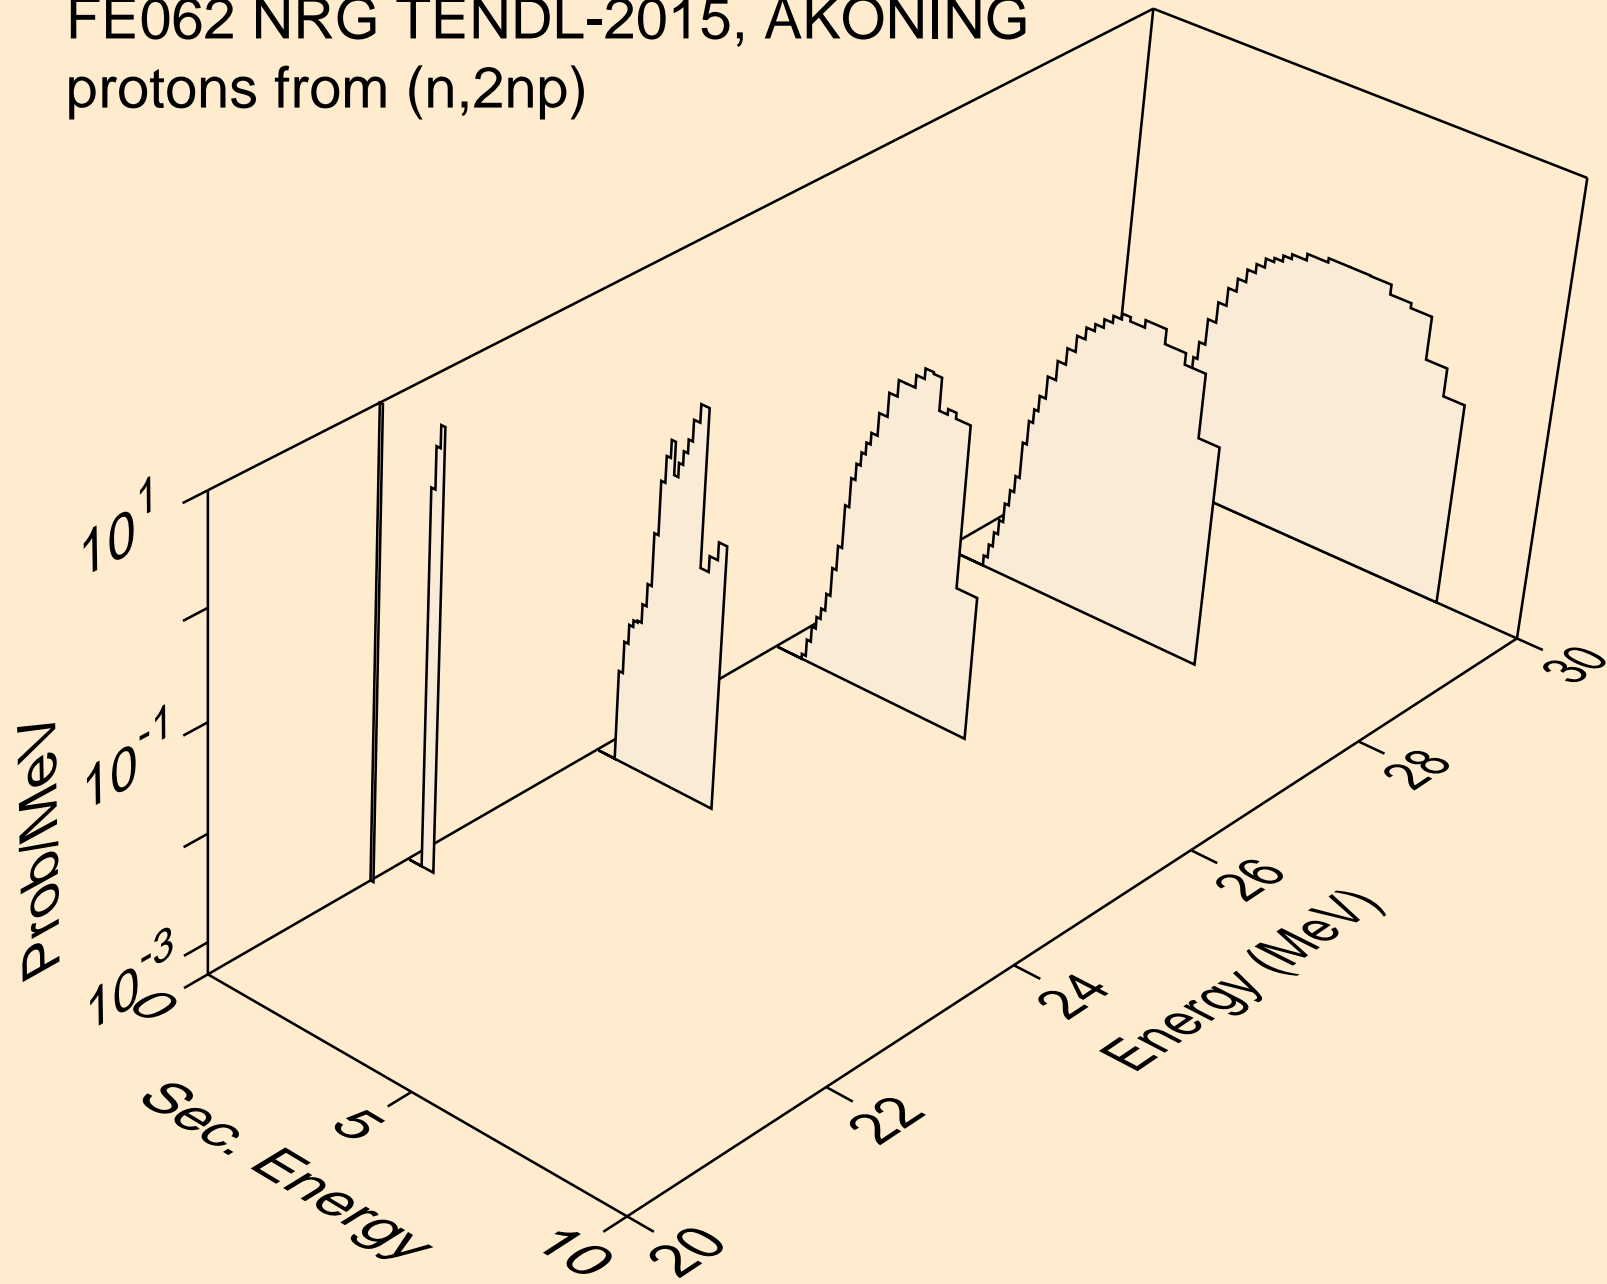 FE062 NRG TENDL-2015, AKONING
protons from (n,2np)
10^1
10^-1
10^-3
Prob/MeV
0
5
10
Sec. Energy
20
22
24
26
28
30
Energy (MeV)